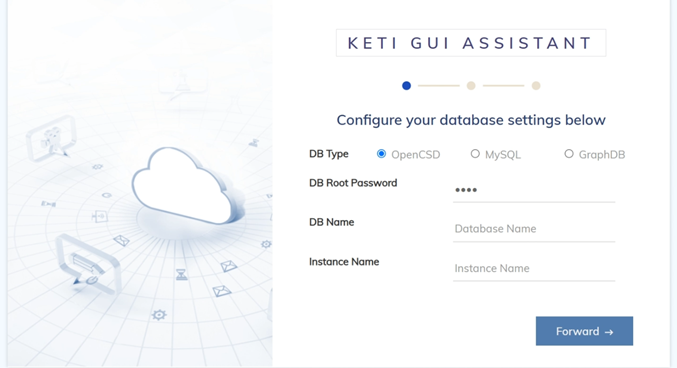 KETI GUI ASSISTANT
Configure your database settings below
DB Type OpenCSD MySQL GraphDB
DB Root Password ••••
DB Name Database Name
Instance Name Instance Name
Forward →